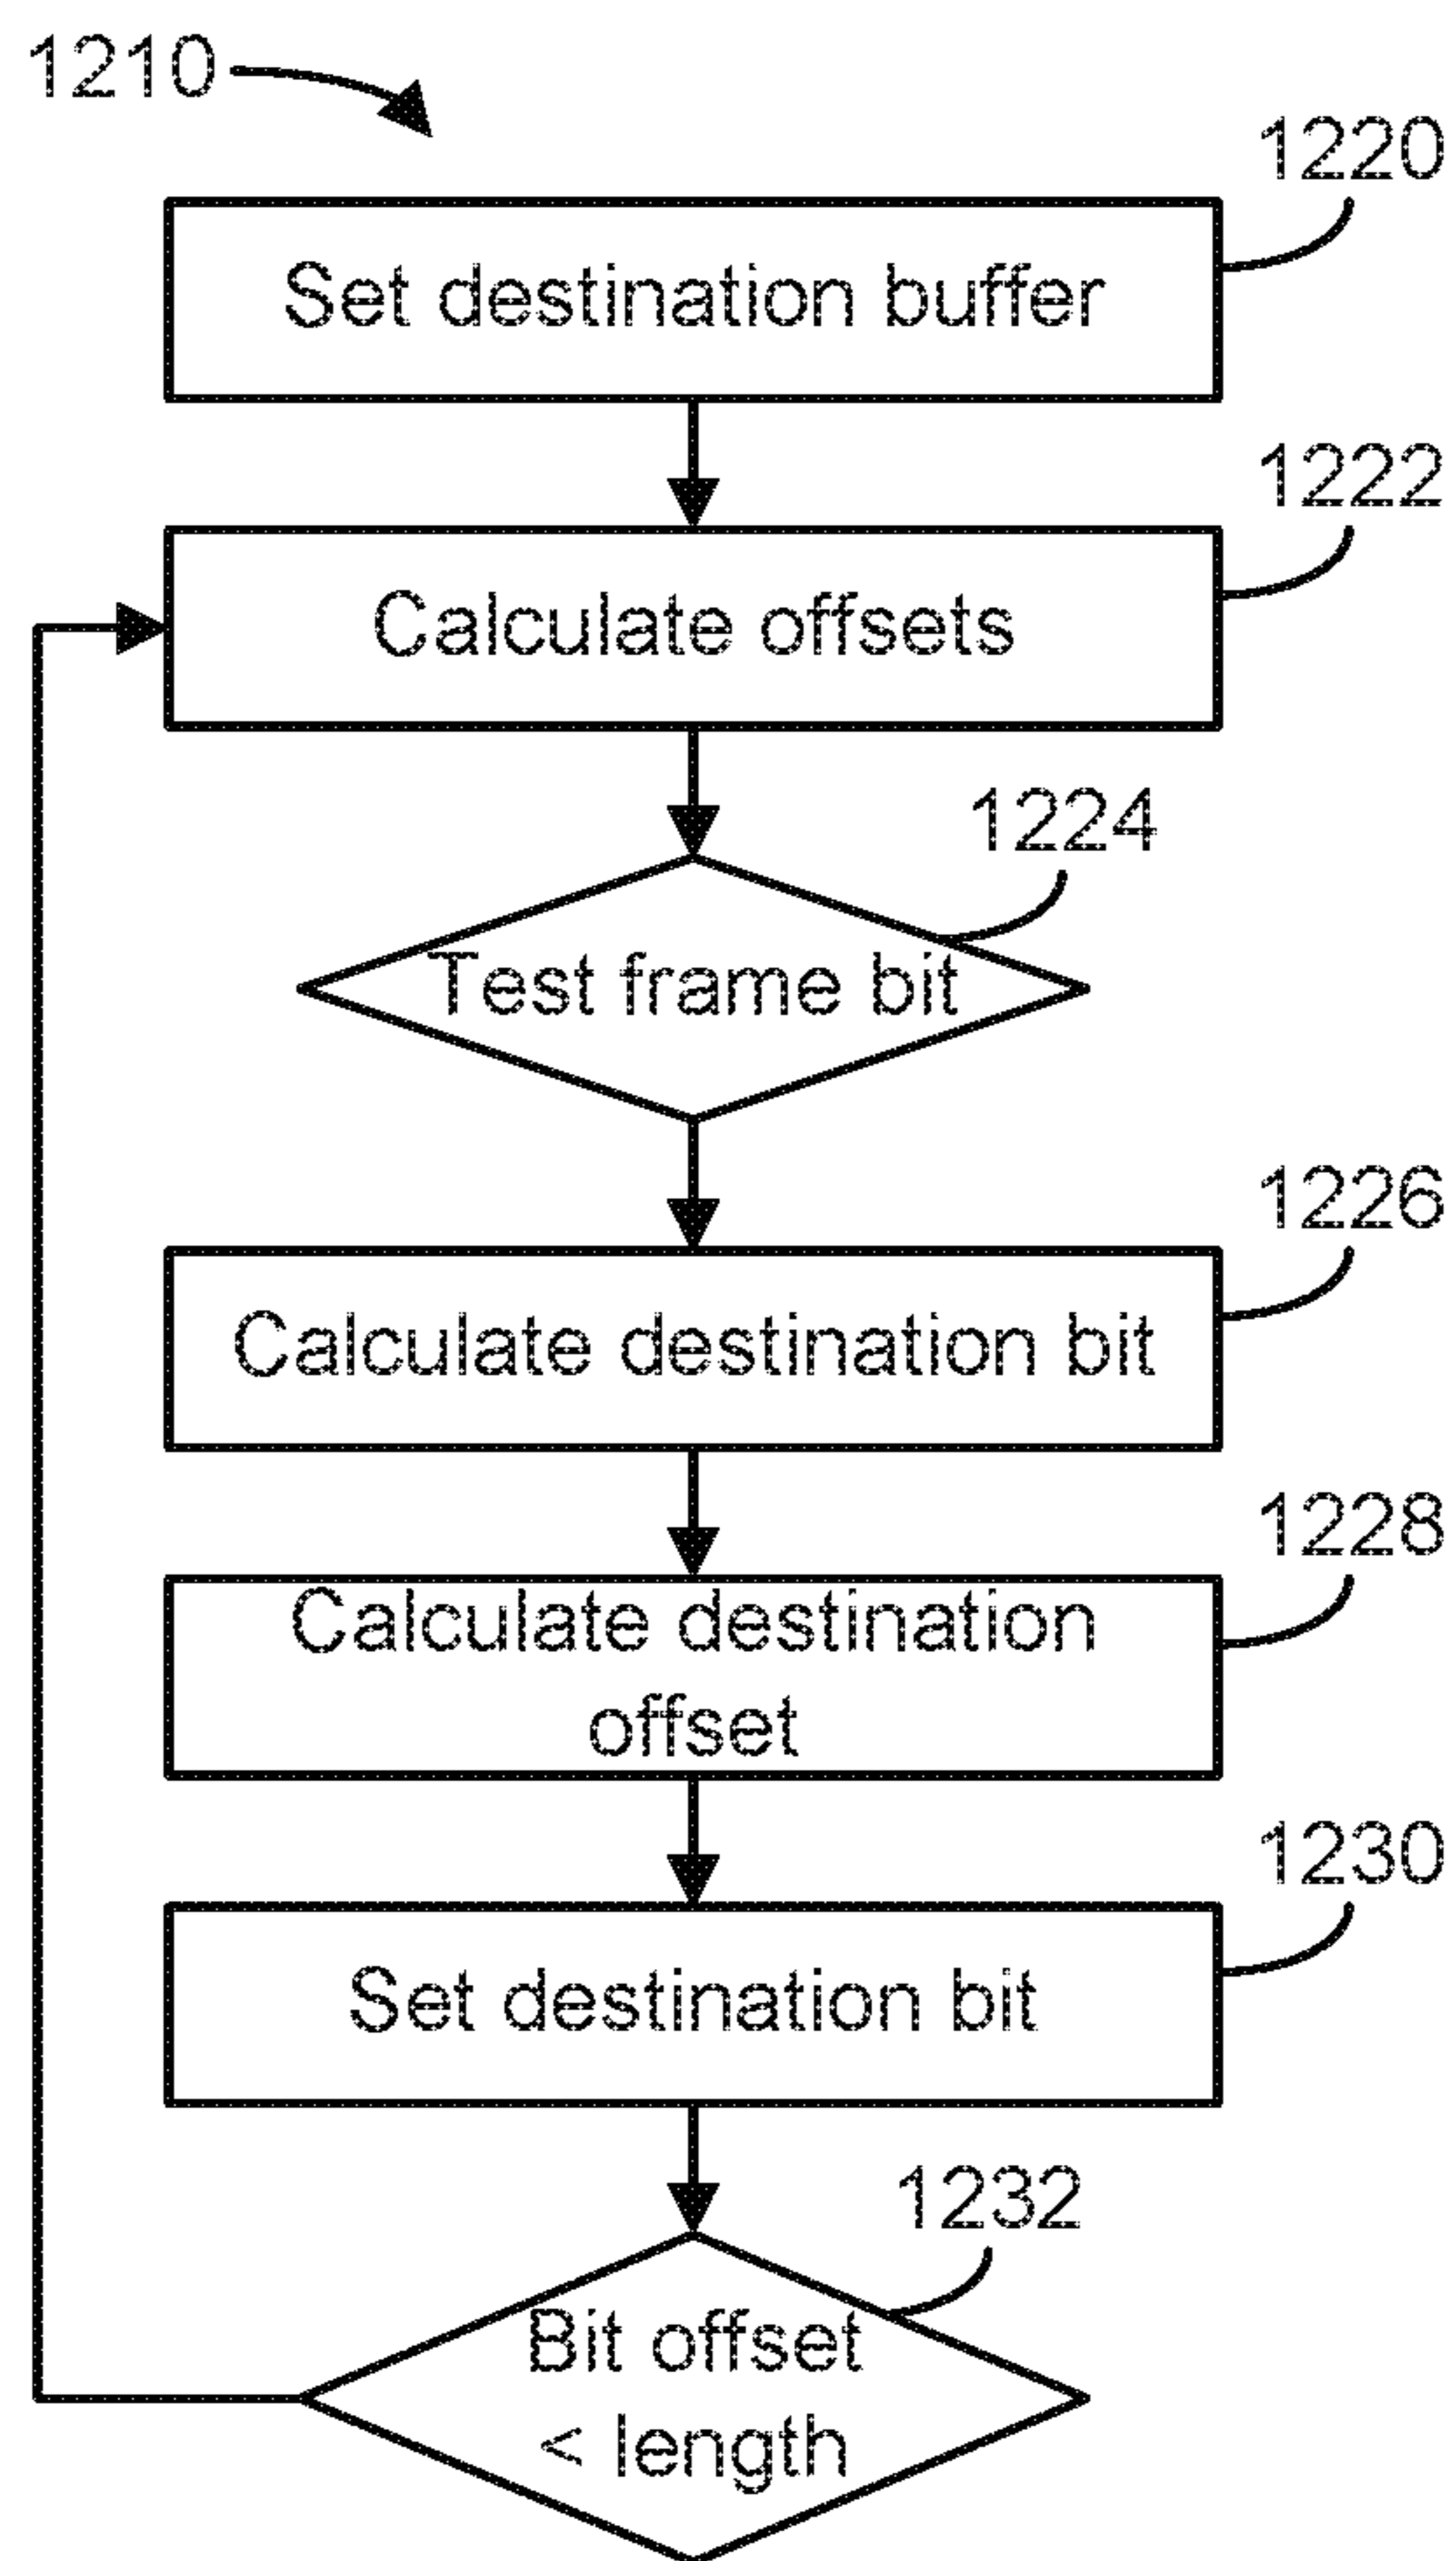 1210
1220
Set destination buffer
1222
Calculate offsets
1224
Test frame bit
1226
Calculate destination bit
1228
Calculate destination
offset
1230
Set destination bit
1232
Bit offset
< length